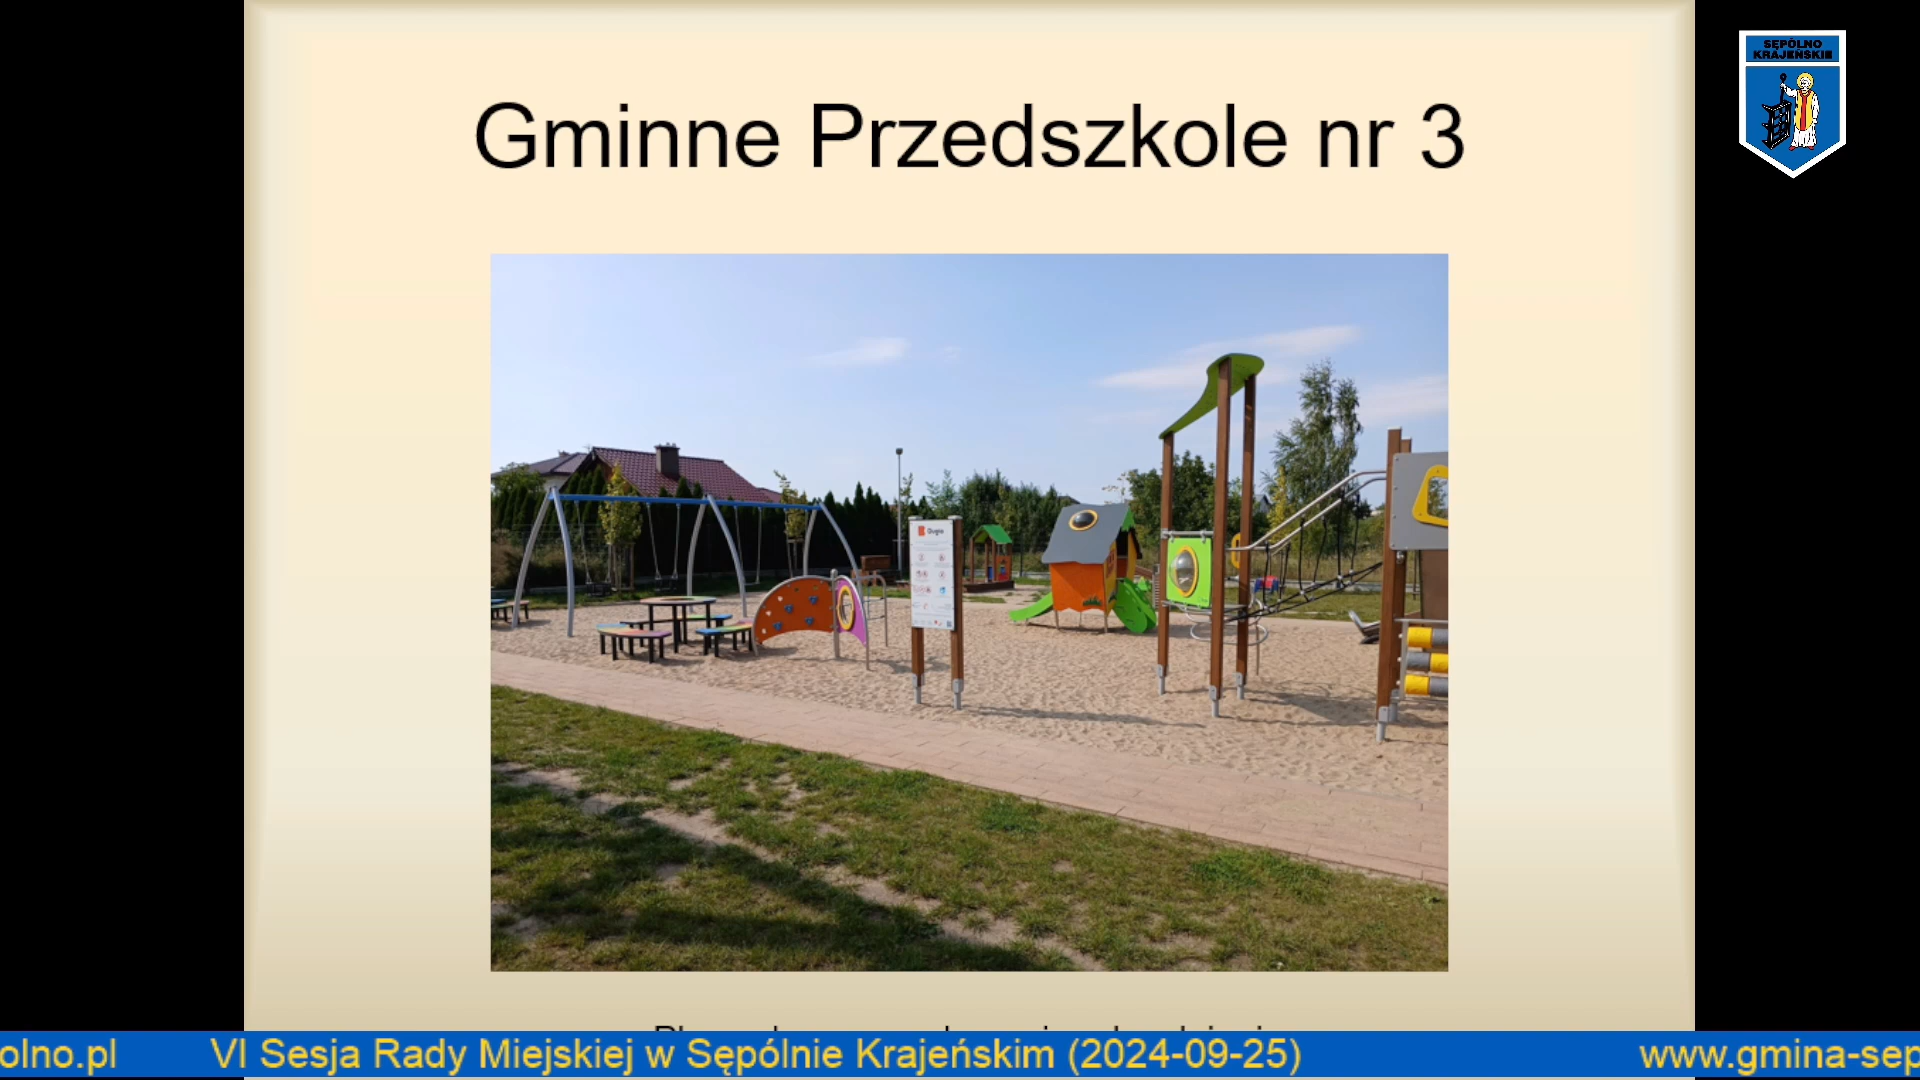 SĘPÓLNO
KRAJEŃSKIE
Gminne Przedszkole nr 3
olno.pl VI Sesja Rady Miejskiej w Sępólnie Krajeńskim (2024-09-25) www.gmina-sep